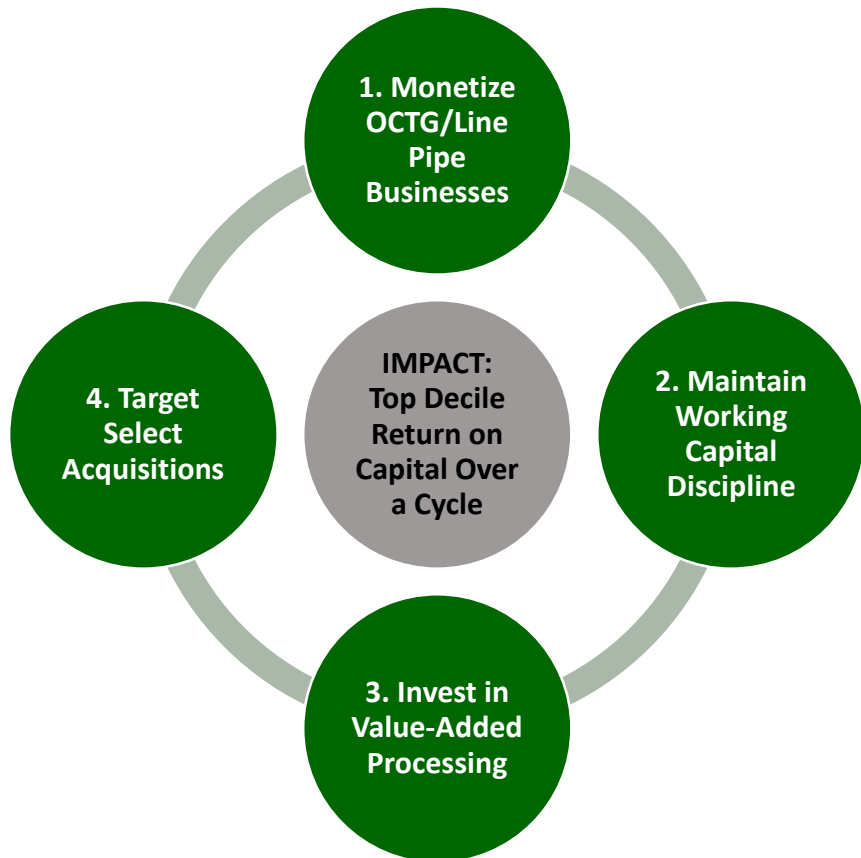 1. Monetize
OCTG/Line
Pipe
Businesses
IMPACT:
Top Decile
Return on
Capital Over
a Cycle
2. Maintain
Working
Capital
Discipline
3. Invest in
Value-Added
Processing
4. Target
Select
Acquisitions